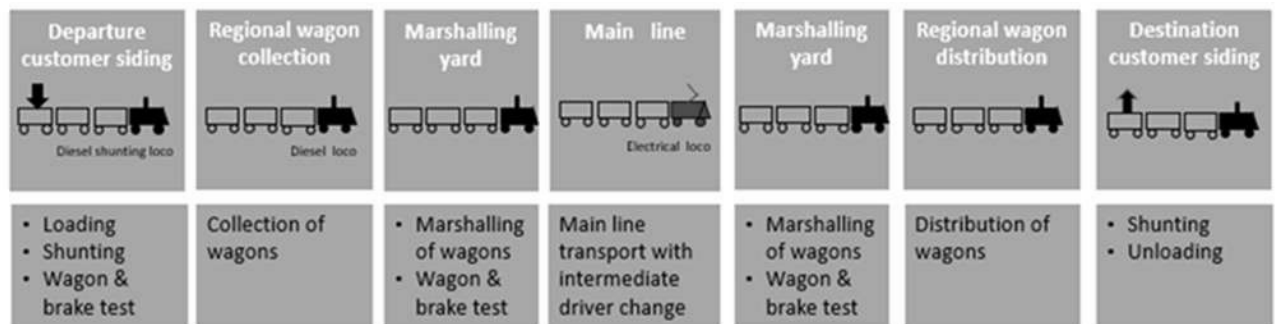 Departure
customer siding
Diesel shunting loco
Regional wagon
collection
Diesel loco
Marshalling
yard
Main line
Electrical loco
Marshalling
yard
Regional wagon
distribution
Destination
customer siding
• Loading
• Shunting
• Wagon &
brake test
Collection of
wagons
• Marshalling
of wagons
• Wagon &
brake test
Main line
transport with
intermediate
driver change
• Marshalling
of wagons
• Wagon &
brake test
Distribution of
wagons
• Shunting
• Unloading